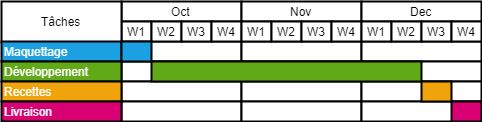 Tâches Oct Nov Dec
W1 W2 W3 W4 W1 W2 W3 W4 W1 W2 W3 W4
Maquettage
Développement
Recettes
Livraison